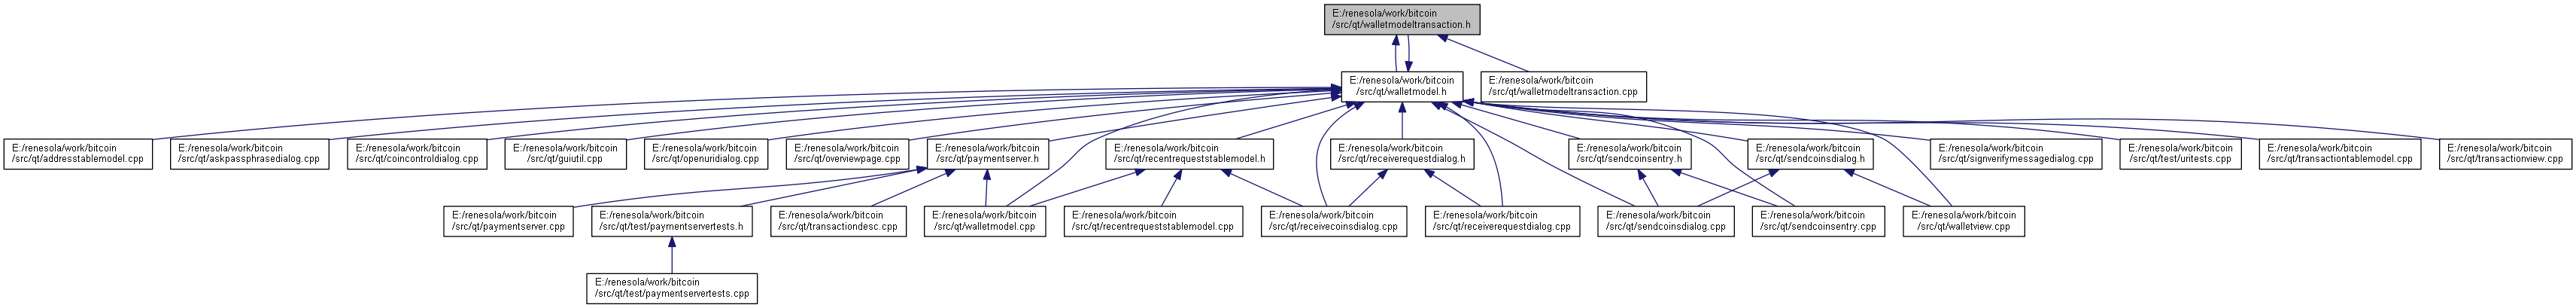 E:/renesola/work/bitcoin
/src/qt/walletmodeltransaction.h
E:/renesola/work/bitcoin
/src/qt/walletmodel.h
E:/renesola/work/bitcoin
/src/qt/walletmodeltransaction.cpp
E:/renesola/work/bitcoin
/src/qt/addresstablemodel.cpp
E:/renesola/work/bitcoin
/src/qt/askpassphrasedialog.cpp
E:/renesola/work/bitcoin
/src/qt/coincontroldialog.cpp
E:/renesola/work/bitcoin
/src/qt/guiutil.cpp
E:/renesola/work/bitcoin
/src/qt/openuridialog.cpp
E:/renesola/work/bitcoin
/src/qt/overviewpage.cpp
E:/renesola/work/bitcoin
/src/qt/paymentserver.h
E:/renesola/work/bitcoin
/src/qt/recentrequeststablemodel.h
E:/renesola/work/bitcoin
/src/qt/receiverequestdialog.h
E:/renesola/work/bitcoin
/src/qt/sendcoinsentry.h
E:/renesola/work/bitcoin
/src/qt/sendcoinsdialog.h
E:/renesola/work/bitcoin
/src/qt/signverifymessagedialog.cpp
E:/renesola/work/bitcoin
/src/qt/test/uritests.cpp
E:/renesola/work/bitcoin
/src/qt/transactiontablemodel.cpp
E:/renesola/work/bitcoin
/src/qt/transactionview.cpp
E:/renesola/work/bitcoin
/src/qt/paymentserver.cpp
E:/renesola/work/bitcoin
/src/qt/test/paymentservertests.h
E:/renesola/work/bitcoin
/src/qt/transactiondesc.cpp
E:/renesola/work/bitcoin
/src/qt/walletmodel.cpp
E:/renesola/work/bitcoin
/src/qt/recentrequeststablemodel.cpp
E:/renesola/work/bitcoin
/src/qt/receivecoinsdialog.cpp
E:/renesola/work/bitcoin
/src/qt/receiverequestdialog.cpp
E:/renesola/work/bitcoin
/src/qt/sendcoinsdialog.cpp
E:/renesola/work/bitcoin
/src/qt/sendcoinsentry.cpp
E:/renesola/work/bitcoin
/src/qt/walletview.cpp
E:/renesola/work/bitcoin
/src/qt/test/paymentservertests.cpp